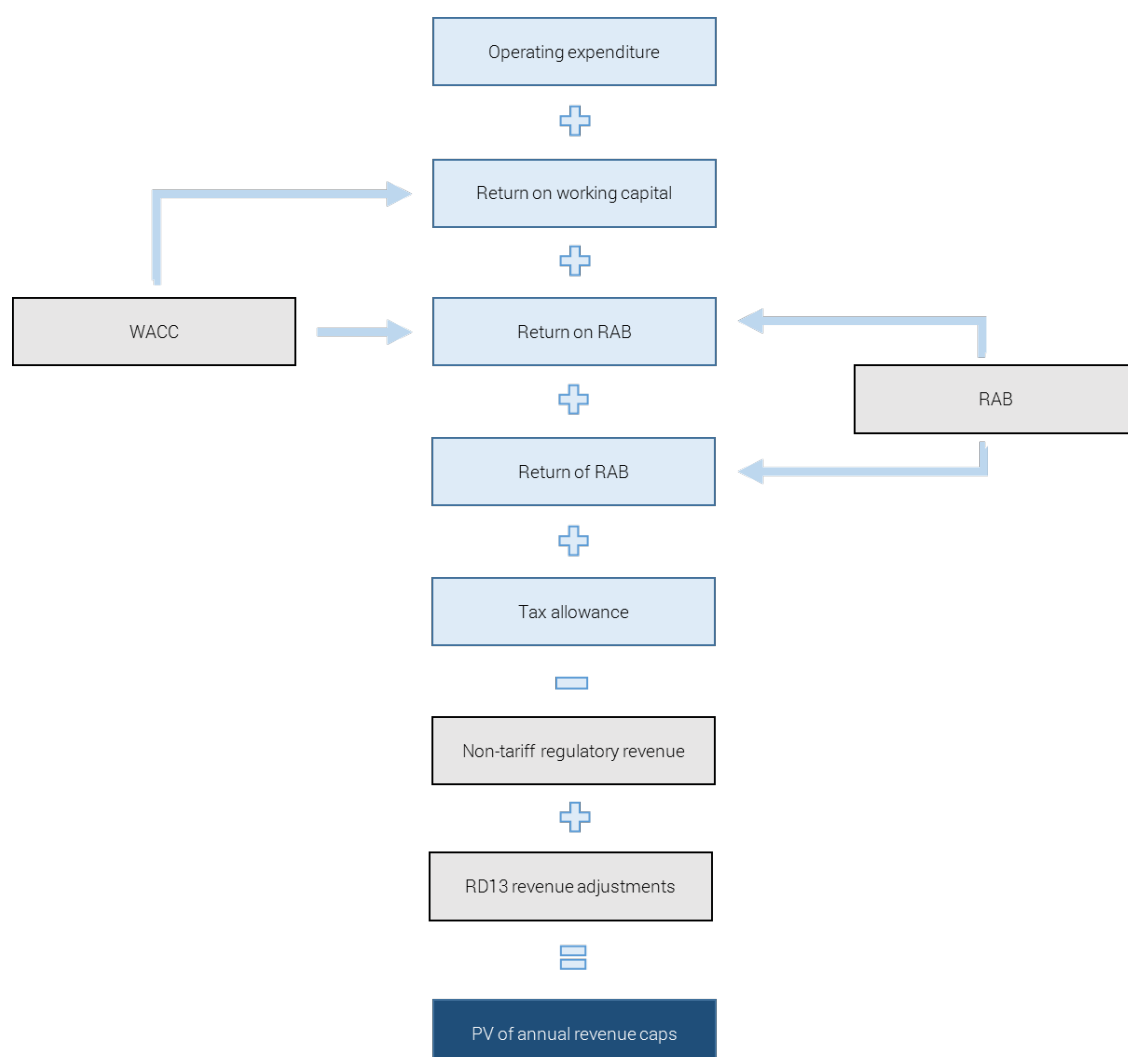 Operating expenditure
Return on working capital
WACC
Return on RAB
RAB
Return of RAB
Tax allowance
Non-tariff regulatory revenue
RD13 revenue adjustments
PV of annual revenue caps